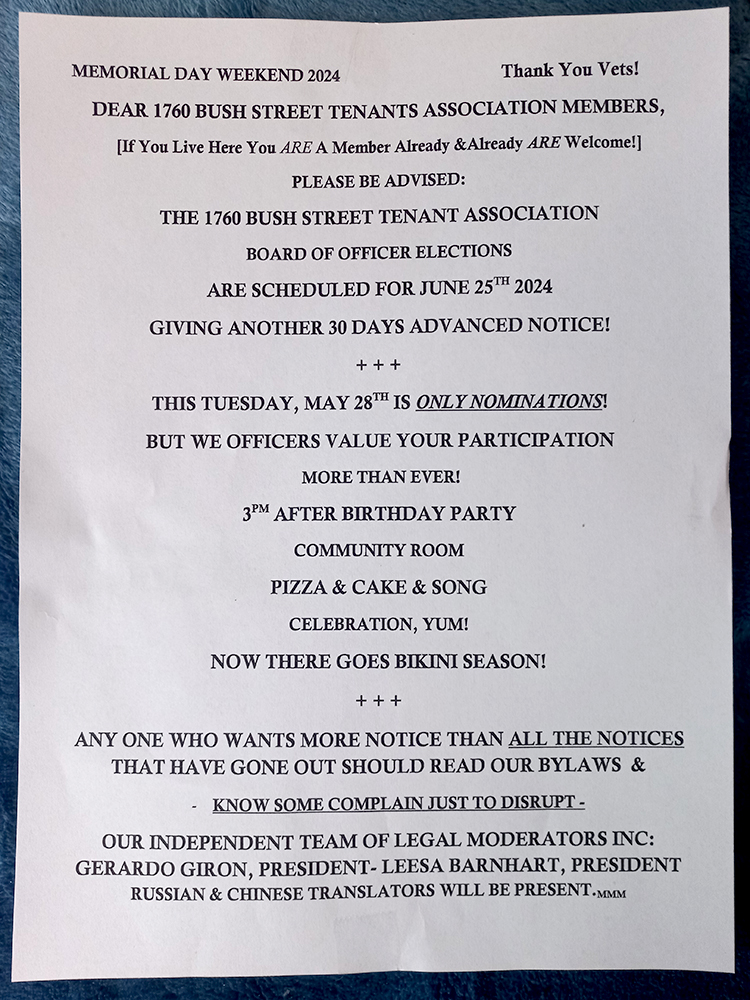 MEMORIAL DAY WEEKEND 2024 Thank You Vets!
DEAR 1760 BUSH STREET TENANTS ASSOCIATION MEMBERS,
[If You Live Here You ARE A Member Already &Already ARE Welcome!]
PLEASE BE ADVISED:
THE 1760 BUSH STREET TENANT ASSOCIATION
BOARD OF OFFICER ELECTIONS
ARE SCHEDULED FOR JUNE 25TH 2024
GIVING ANOTHER 30 DAYS ADVANCED NOTICE!
+ + +
THIS TUESDAY, MAY 28TH IS ONLY NOMINATIONS!
BUT WE OFFICERS VALUE YOUR PARTICIPATION
MORE THAN EVER!
3PM AFTER BIRTHDAY PARTY
COMMUNITY ROOM
PIZZA & CAKE & SONG
CELEBRATION, YUM!
NOW THERE GOES BIKINI SEASON!
+ + +
ANY ONE WHO WANTS MORE NOTICE THAN ALL THE NOTICES
THAT HAVE GONE OUT SHOULD READ OUR BYLAWS &
- KNOW SOME COMPLAIN JUST TO DISRUPT -
OUR INDEPENDENT TEAM OF LEGAL MODERATORS INC:
GERARDO GIRON, PRESIDENT- LEESA BARNHART, PRESIDENT
RUSSIAN & CHINESE TRANSLATORS WILL BE PRESENT.MMM